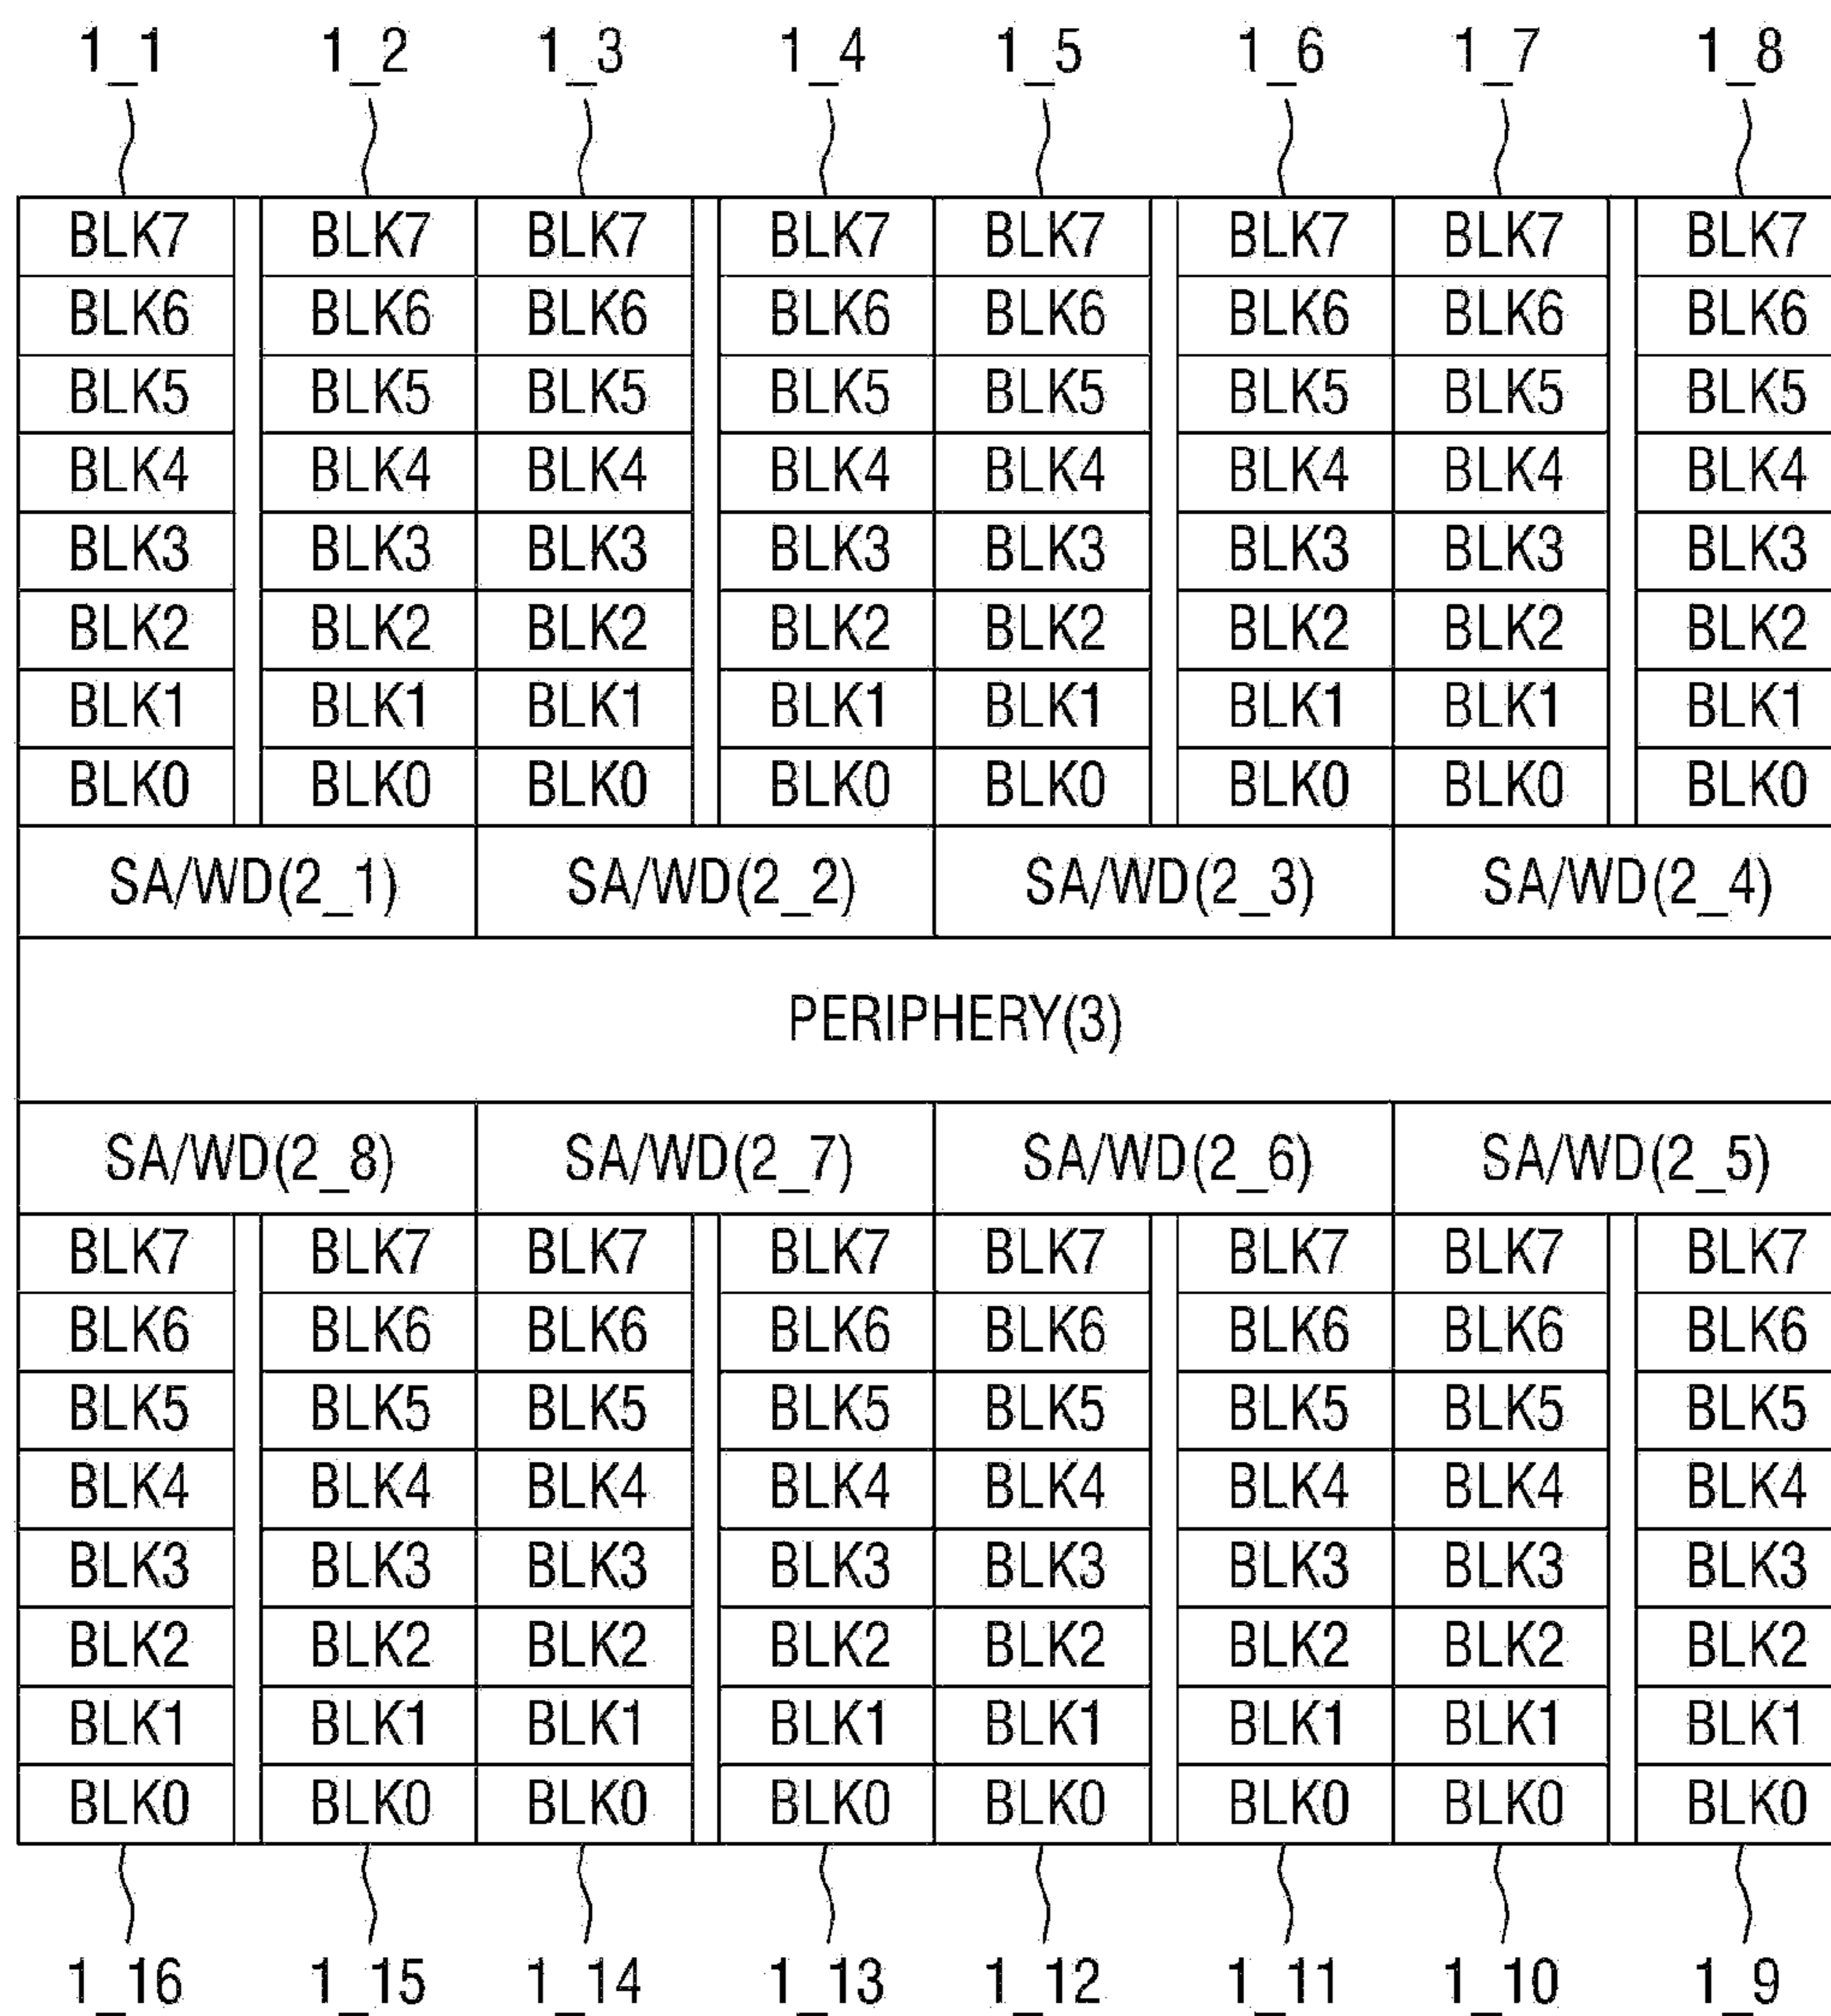 1_1 1_2 1_3 1_4 1_5 1_6 1_7 1_8
BLK7 BLK7 BLK7 BLK7 BLK7 BLK7 BLK7 BLK7
BLK6 BLK6 BLK6 BLK6 BLK6 BLK6 BLK6 BLK6
BLK5 BLK5 BLK5 BLK5 BLK5 BLK5 BLK5 BLK5
BLK4 BLK4 BLK4 BLK4 BLK4 BLK4 BLK4 BLK4
BLK3 BLK3 BLK3 BLK3 BLK3 BLK3 BLK3 BLK3
BLK2 BLK2 BLK2 BLK2 BLK2 BLK2 BLK2 BLK2
BLK1 BLK1 BLK1 BLK1 BLK1 BLK1 BLK1 BLK1
BLK0 BLK0 BLK0 BLK0 BLK0 BLK0 BLK0 BLK0
SA/WD(2_1) SA/WD(2_2) SA/WD(2_3) SA/WD(2_4)
PERIPHERY(3)
SA/WD(2_8) SA/WD(2_7) SA/WD(2_6) SA/WD(2_5)
BLK7 BLK7 BLK7 BLK7 BLK7 BLK7 BLK7 BLK7
BLK6 BLK6 BLK6 BLK6 BLK6 BLK6 BLK6 BLK6
BLK5 BLK5 BLK5 BLK5 BLK5 BLK5 BLK5 BLK5
BLK4 BLK4 BLK4 BLK4 BLK4 BLK4 BLK4 BLK4
BLK3 BLK3 BLK3 BLK3 BLK3 BLK3 BLK3 BLK3
BLK2 BLK2 BLK2 BLK2 BLK2 BLK2 BLK2 BLK2
BLK1 BLK1 BLK1 BLK1 BLK1 BLK1 BLK1 BLK1
BLK0 BLK0 BLK0 BLK0 BLK0 BLK0 BLK0 BLK0
1_16 1_15 1_14 1_13 1_12 1_11 1_10 1_9